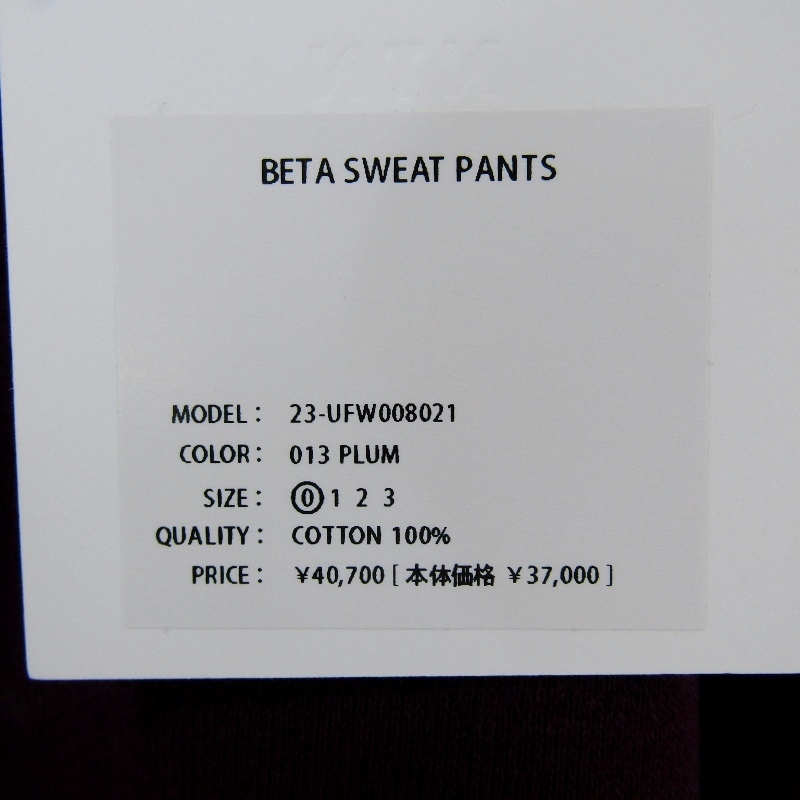 BETA SWEAT PANTS
MODEL : 23-UFW008021
COLOR : 013 PLUM
SIZE : 0 1 2 3
QUALITY : COTTON 100%
PRICE : ¥40,700 [ 本体価格 ¥37,000 ]